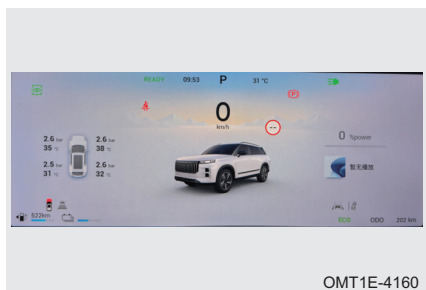 READY 09:53 P 31 °C
0
km/h
--
2.6 bar 2.6 bar
35 °C 38 °C
2.5 bar 2.6 bar
31 °C 32 °C
0 %power
暂无播放
522km
ECO ODO 202 km
OMT1E-4160